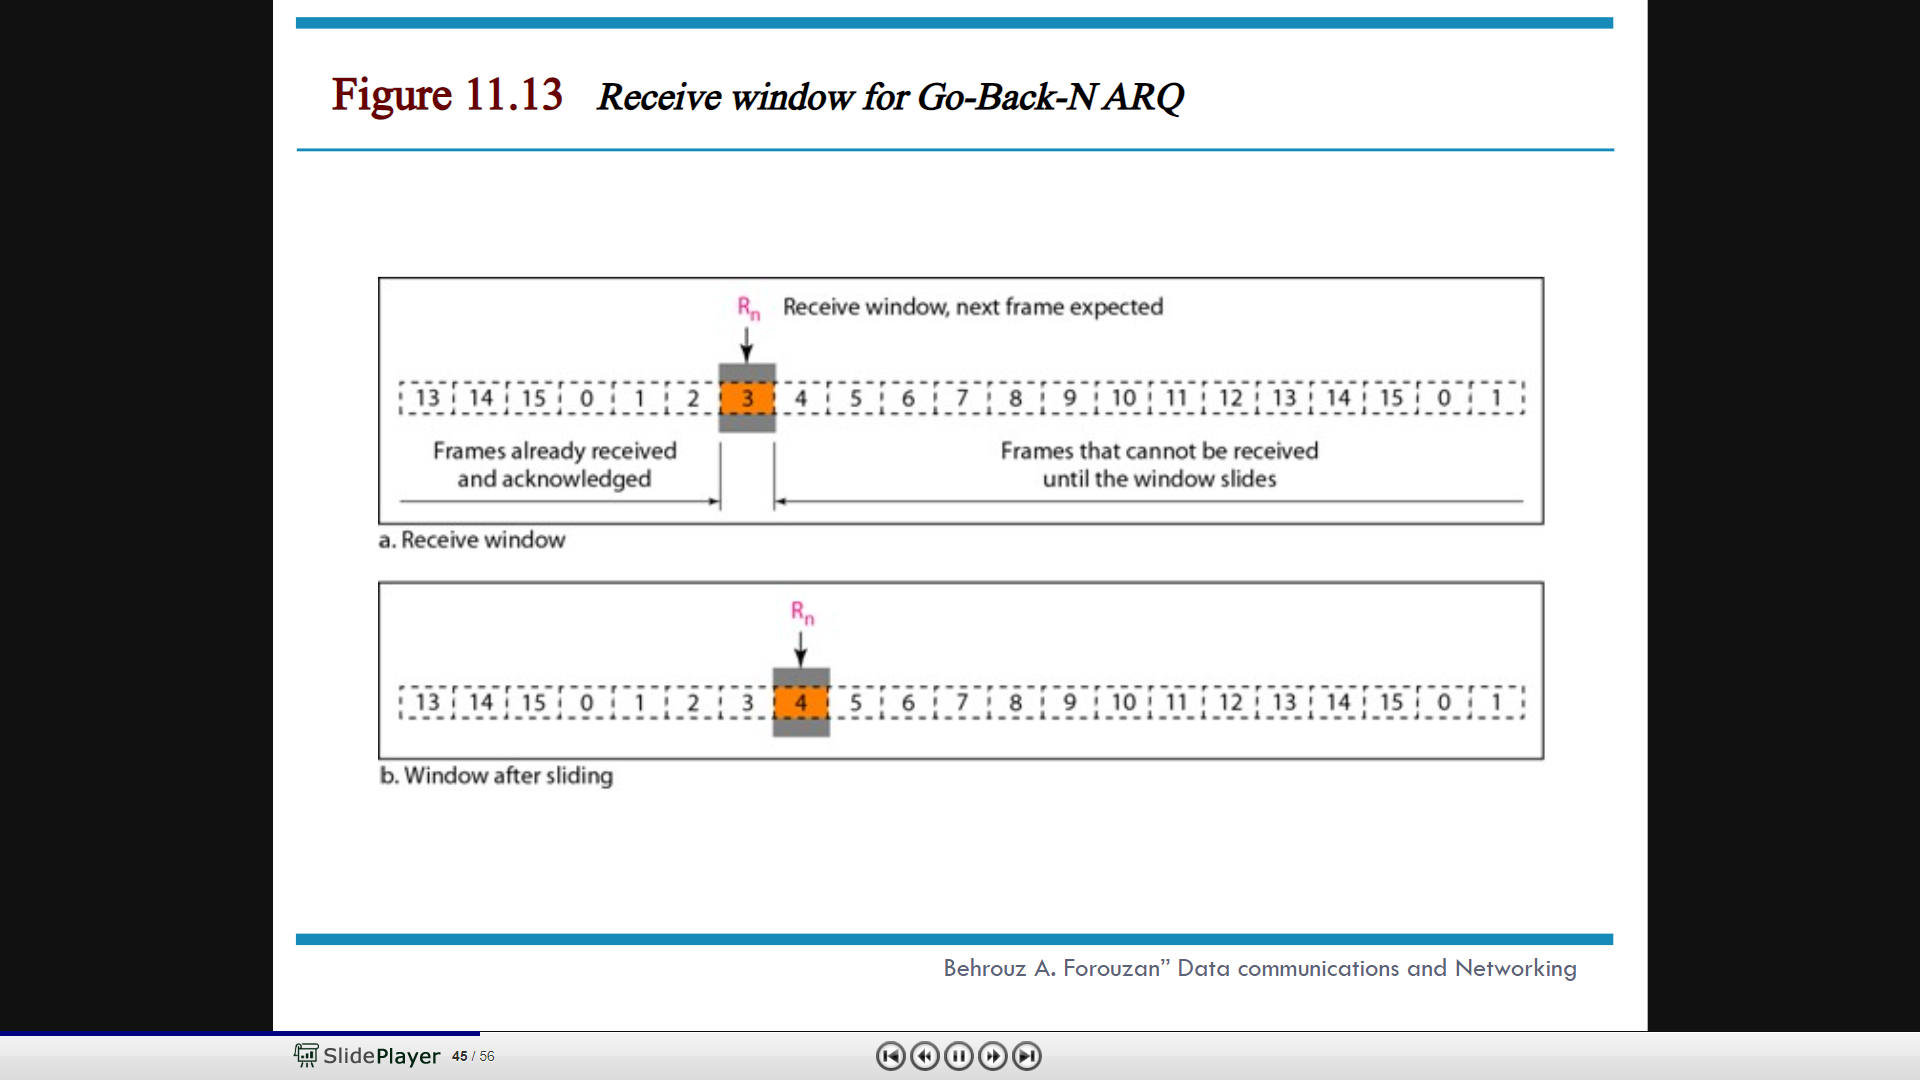 Figure 11.13 Receive window for Go-Back-N ARQ
Rn Receive window, next frame expected
13 14 15 0 1 2 3 4 5 6 7 8 9 10 11 12 13 14 15 0 1
Frames already received
and acknowledged
Frames that cannot be received
until the window slides
a. Receive window
Rn
13 14 15 0 1 2 3 4 5 6 7 8 9 10 11 12 13 14 15 0 1
b. Window after sliding
Behrouz A. Forouzan” Data communications and Networking
SlidePlayer 45 / 56